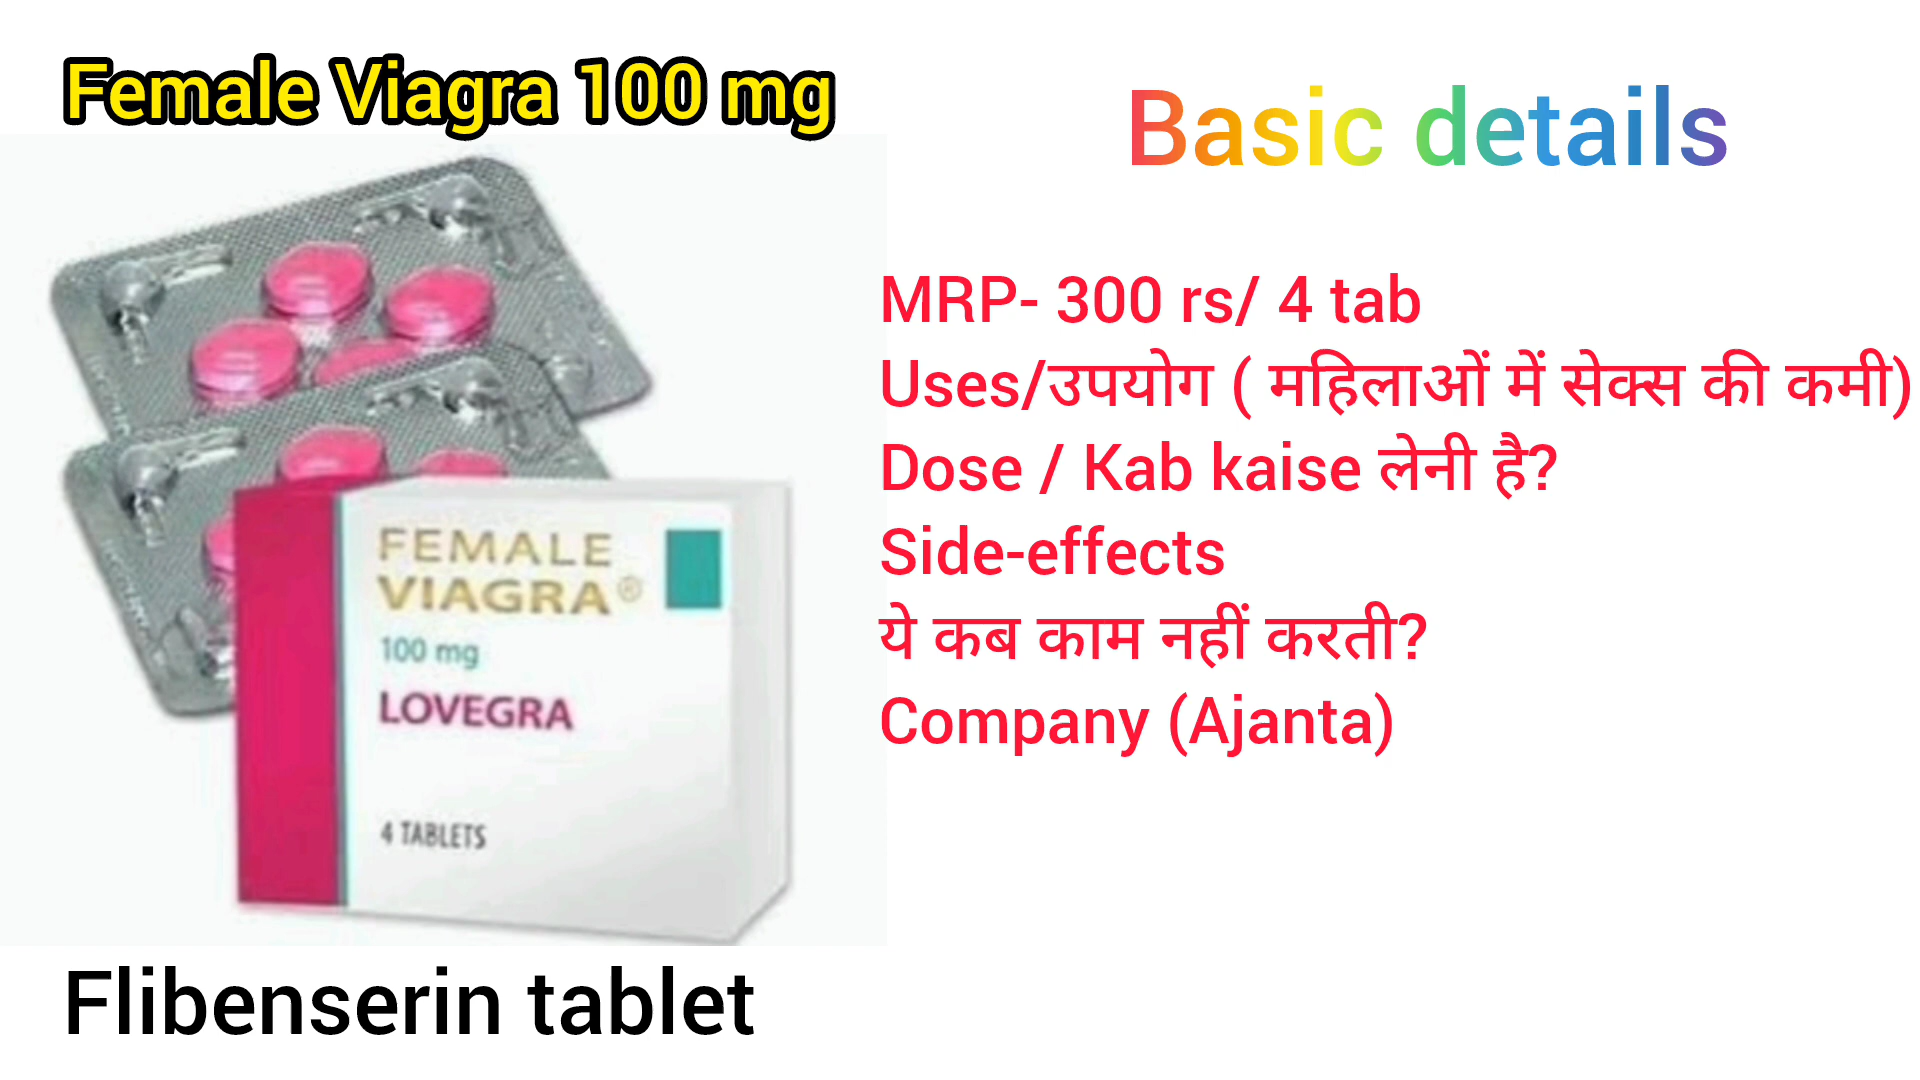 Female Viagra 100 mg
FEMALE
VIAGRA®
100 mg
LOVEGRA
4 TABLETS
Flibenserin tablet
Basic details
MRP- 300 rs/ 4 tab
Uses/उपयोग ( महिलाओं में सेक्स की कमी)
Dose / Kab kaise लेनी है?
Side-effects
ये कब काम नहीं करती?
Company (Ajanta)